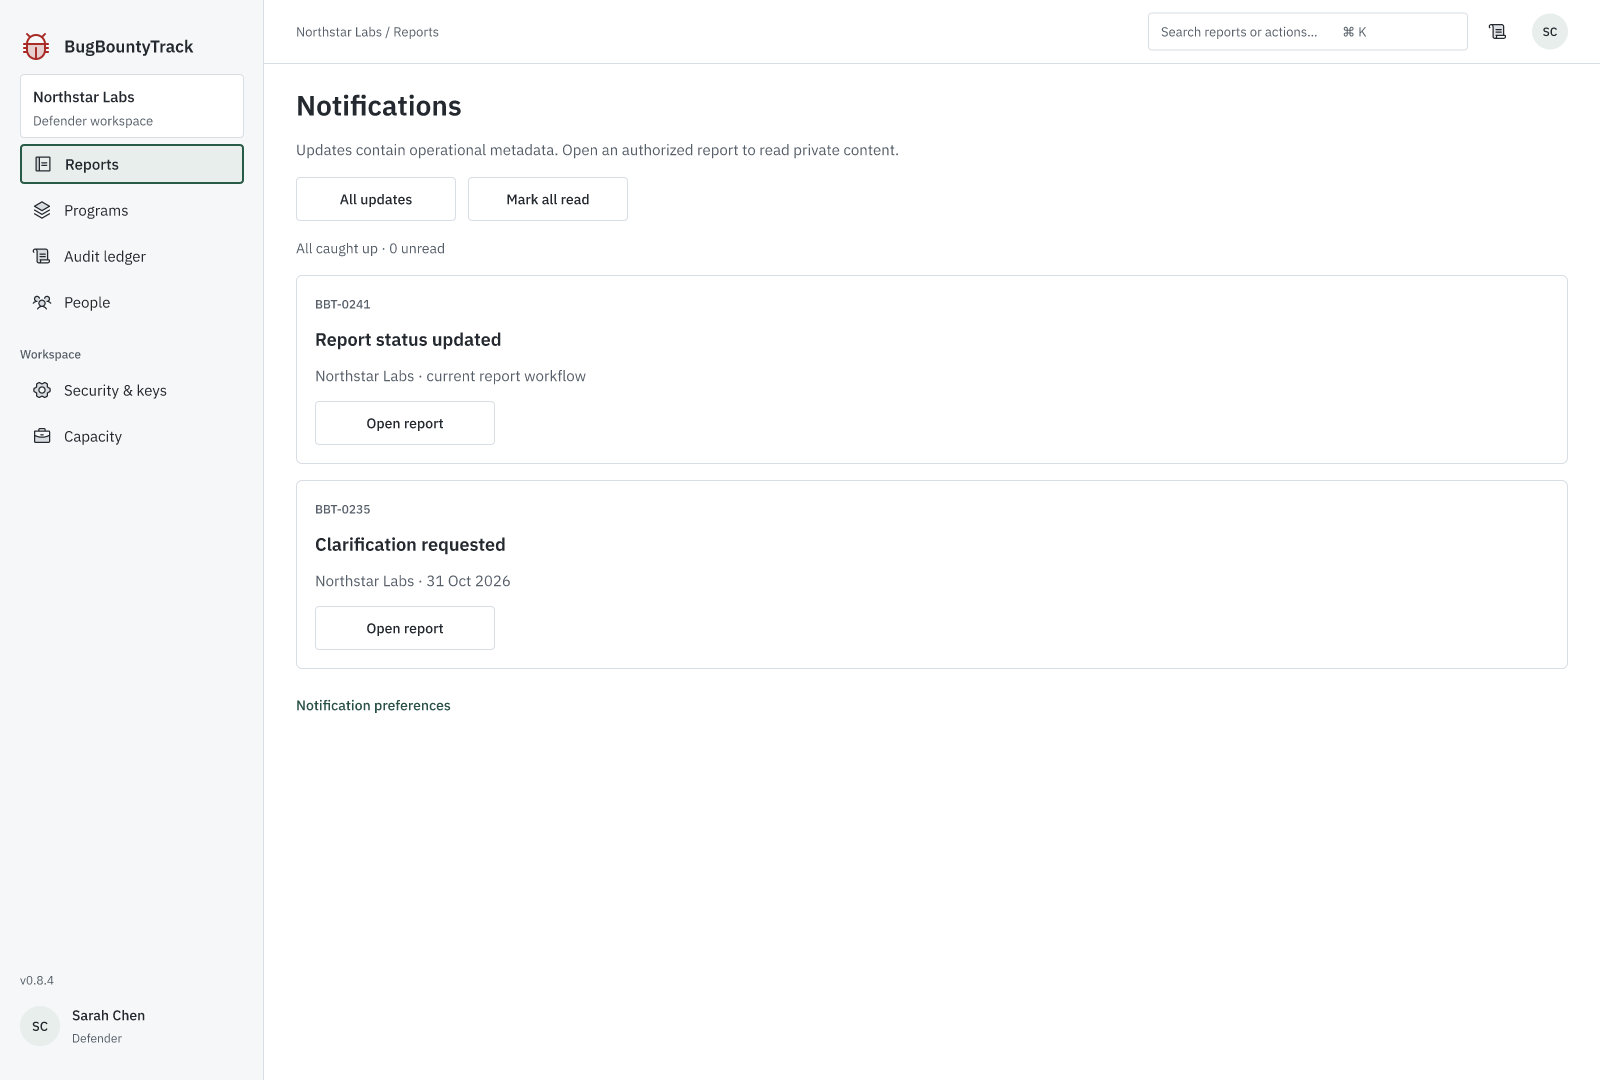 BugBountyTrack
Northstar Labs
Defender workspace
Reports
Programs
Audit ledger
People
Workspace
Security & keys
Capacity
v0.8.4
SC
Sarah Chen
Defender
Northstar Labs / Reports
Search reports or actions... ⌘ K
SC
Notifications
Updates contain operational metadata. Open an authorized report to read private content.
All updates
Mark all read
All caught up · 0 unread
BBT-0241
Report status updated
Northstar Labs · current report workflow
Open report
BBT-0235
Clarification requested
Northstar Labs · 31 Oct 2026
Open report
Notification preferences